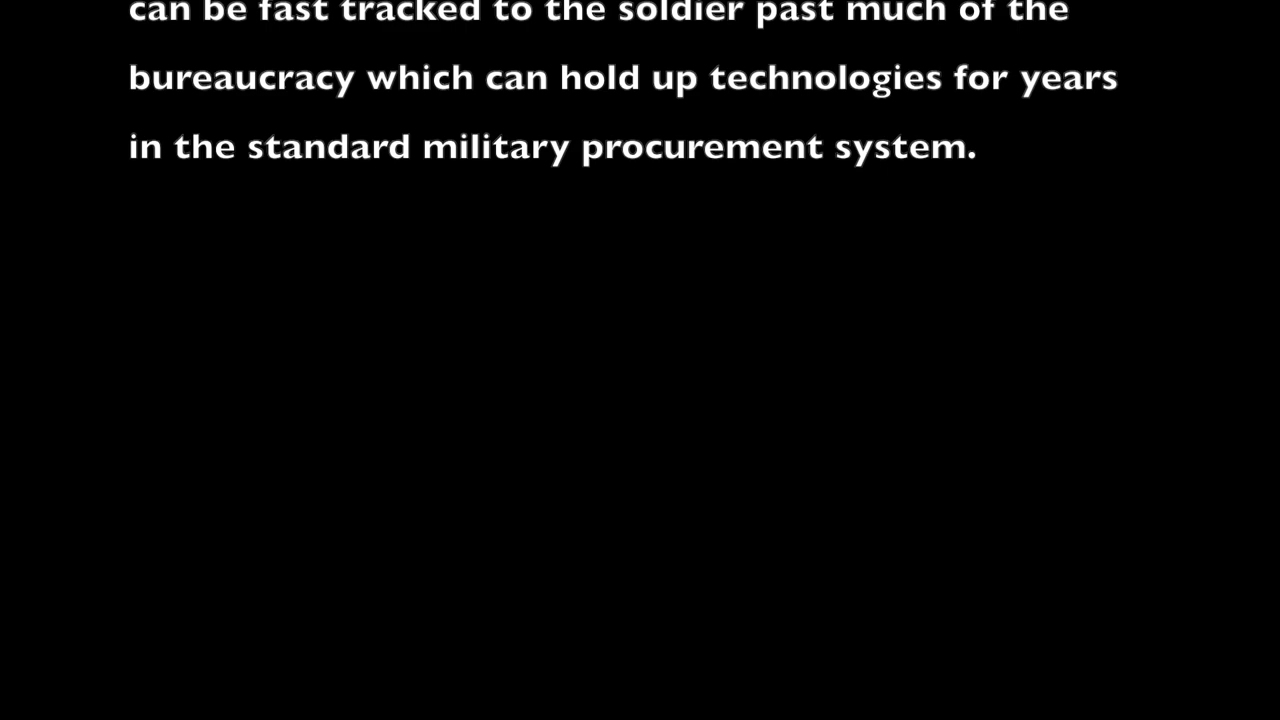 can be fast tracked to the soldier past much of the
bureaucracy which can hold up technologies for years
in the standard military procurement system.